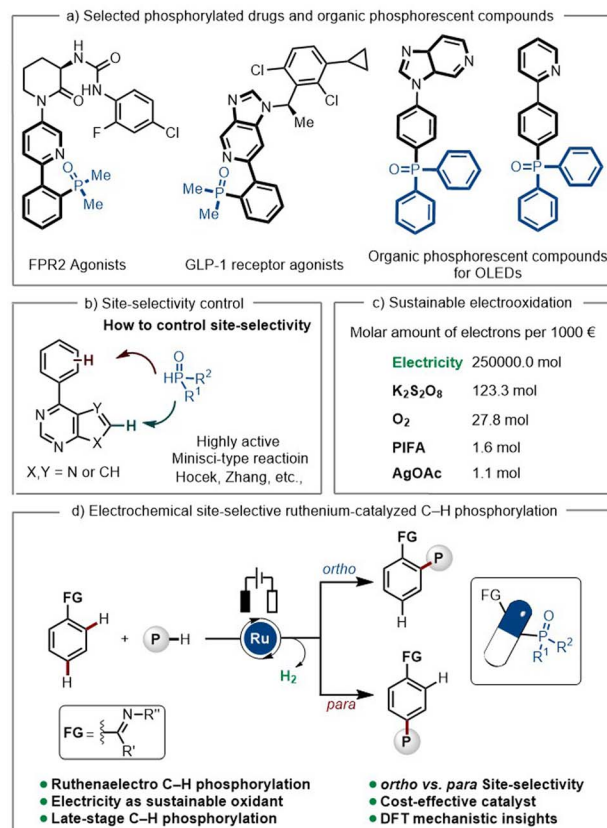 a) Selected phosphorylated drugs and organic phosphorescent compounds
H
N
O
N
O
HN
N
F
Cl
N
O
P
Me
Me
FPR2 Agonists
Cl
Cl
N
N
Me
N
O
Me
P
Me
GLP-1 receptor agonists
N
N
N
O=P
N
O=P
Organic phosphorescent compounds
for OLEDs
b) Site-selectivity control
How to control site-selectivity
H
O
HP
R2
R1
N
Y
H
N
X
X,Y = N or CH
Highly active
Minisci-type reactioin
Hocek, Zhang, etc.,
c) Sustainable electrooxidation
Molar amount of electrons per 1000 €
Electricity 250000.0 mol
K2S2O8 123.3 mol
O2 27.8 mol
PIFA 1.6 mol
AgOAc 1.1 mol
d) Electrochemical site-selective ruthenium-catalyzed C–H phosphorylation
FG
H
H
+
P–H
Ru
H2
ortho
FG
P
H
para
FG
H
P
FG
O
P
R2
R1
FG =
N–R"
R'
Ruthenaelectro C–H phosphorylation
Electricity as sustainable oxidant
Late-stage C–H phosphorylation
ortho vs. para Site-selectivity
Cost-effective catalyst
DFT mechanistic insights